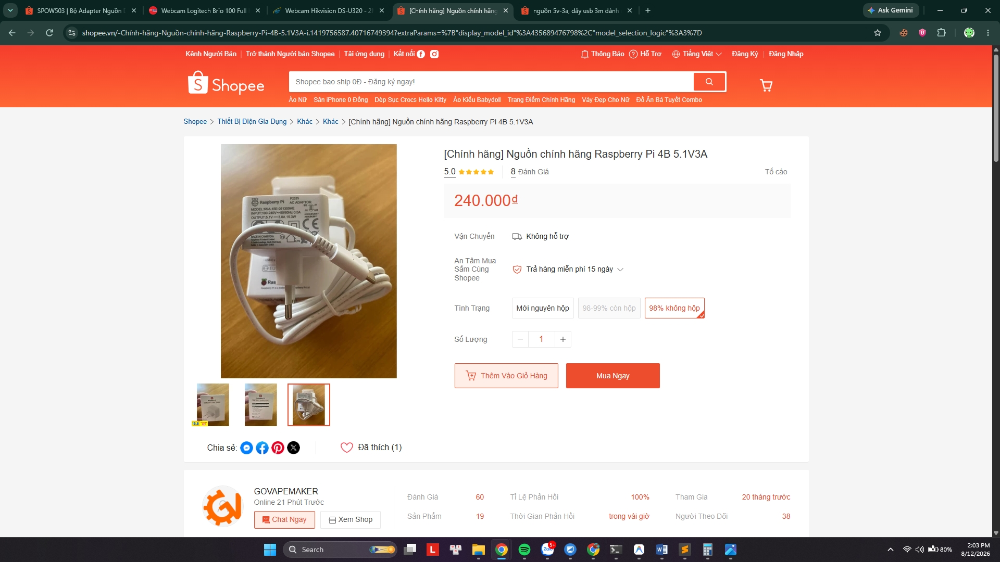 SPOW503 | Bộ Adapter Nguồn
Webcam Logitech Brio 100 Full
Webcam Hikvision DS-U320 - 2
[Chính hãng] Nguồn chính hãng
nguồn 5v-3a, dây usb 3m dành
Ask Gemini
shopee.vn/-Chính-hãng-Nguồn-chính-hãng-Raspberry-Pi-4B-5.1V3A-i.1419756587.40716749394?extraParams=%7B"display_model_id"%3A435689476798%2C"model_selection_logic"%3A3%7D
Kênh Người Bán
Trở thành Người bán Shopee
Tải ứng dụng
Kết nối
Thông Báo
Hỗ Trợ
Tiếng Việt
Đăng Ký
Đăng Nhập
Shopee
Shopee bao ship 0Đ - Đăng ký ngay!
Áo Nữ
Săn iPhone 0 Đồng
Dép Sục Crocs Hello Kitty
Áo Kiểu Babydoll
Trang Điểm Chính Hãng
Váy Đẹp Cho Nữ
Đồ Ăn Bà Tuyết Combo
Shopee > Thiết Bị Điện Gia Dụng > Khác > Khác > [Chính hãng] Nguồn chính hãng Raspberry Pi 4B 5.1V3A
Raspberry Pi
P2525
AC ADAPTOR
MODEL:KSA-15E-051300HE
INPUT:100-240V~50/60Hz 0.5A
OUTPUT:5.1V⎓3.0A 15.3W
MADE IN CAMBODIA
15.8
[Chính hãng] Nguồn chính hãng Raspberry Pi 4B 5.1V3A
5.0
8 Đánh Giá
Tố cáo
240.000₫
Vận Chuyển
Không hỗ trợ
An Tâm Mua
Sắm Cùng
Shopee
Trả hàng miễn phí 15 ngày
Tình Trạng
Mới nguyên hộp
98-99% còn hộp
98% không hộp
Số Lượng
1
Thêm Vào Giỏ Hàng
Mua Ngay
Chia sẻ:
Đã thích (1)
GOVAPEMAKER
Online 21 Phút Trước
Chat Ngay
Xem Shop
Đánh Giá
60
Tỉ Lệ Phản Hồi
100%
Tham Gia
20 tháng trước
Sản Phẩm
19
Thời Gian Phản Hồi
trong vài giờ
Người Theo Dõi
38
Search
Zalo
5+
80%
2:03 PM
8/12/2026